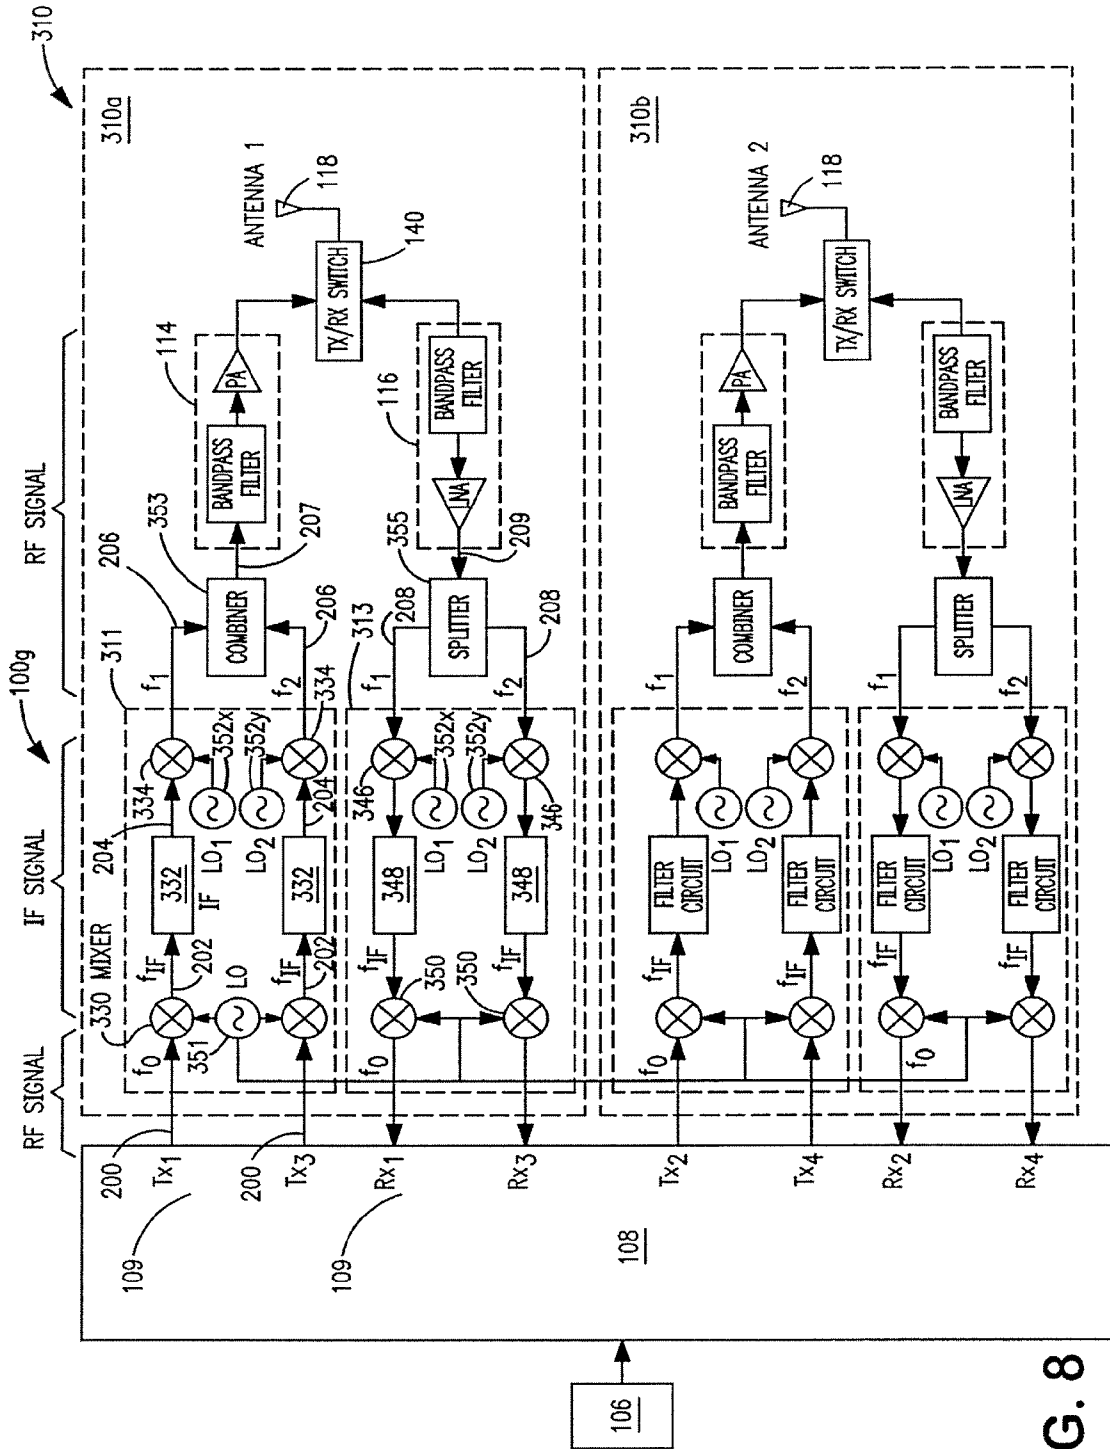 310
100g
RF SIGNAL
IF SIGNAL
RF SIGNAL
310a
330
MIXER
204
334
311
206
353
114
200
Tx1
f0
fIF
202
332
IF
f1
COMBINER
207
BANDPASS
FILTER
PA
ANTENNA 1
118
109
351
LO
LO1
352x
LO2
352y
TX/RX SWITCH
140
200
Tx3
fIF
202
332
204
334
f2
206
313
208
355
116
109
Rx1
f0
350
fIF
348
346
f1
LO1
352x
LO2
352y
SPLITTER
209
LNA
BANDPASS
FILTER
Rx3
350
fIF
348
346
f2
208
310b
106
108
Tx2
f0
fIF
FILTER
CIRCUIT
f1
LO1
LO2
COMBINER
BANDPASS
FILTER
PA
ANTENNA 2
118
TX/RX SWITCH
Tx4
fIF
FILTER
CIRCUIT
f2
Rx2
f0
fIF
FILTER
CIRCUIT
f1
LO1
LO2
SPLITTER
LNA
BANDPASS
FILTER
Rx4
fIF
FILTER
CIRCUIT
f2
G. 8